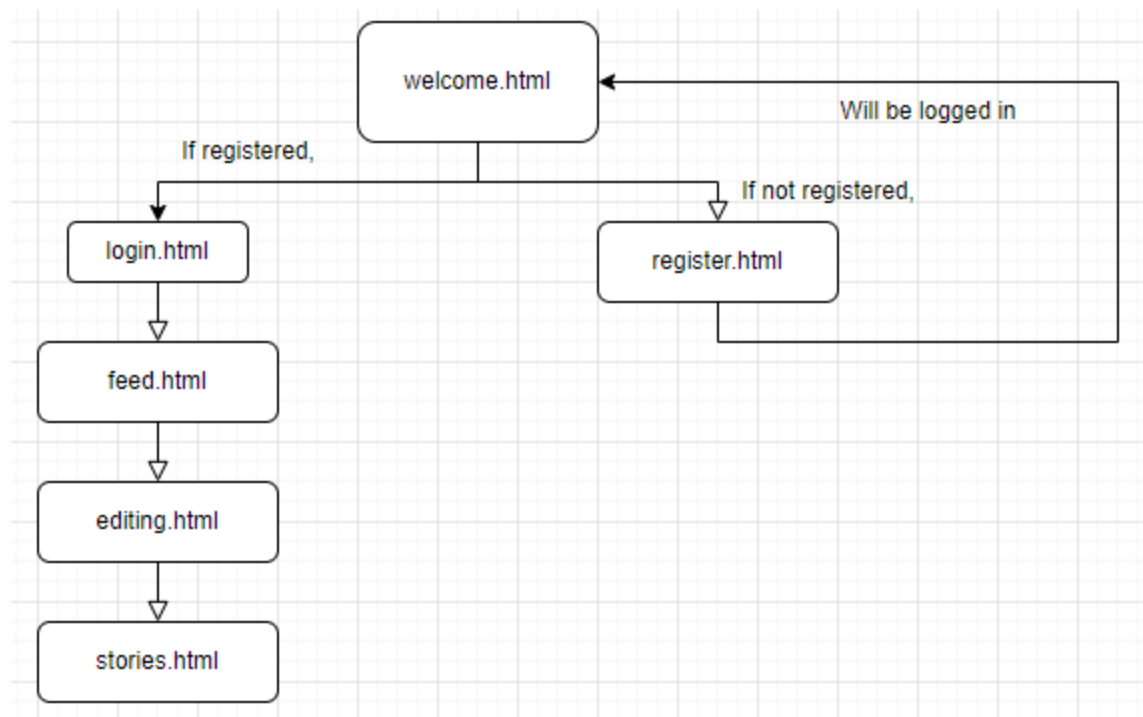 welcome.html
Will be logged in
If registered,
If not registered,
login.html
register.html
feed.html
editing.html
stories.html